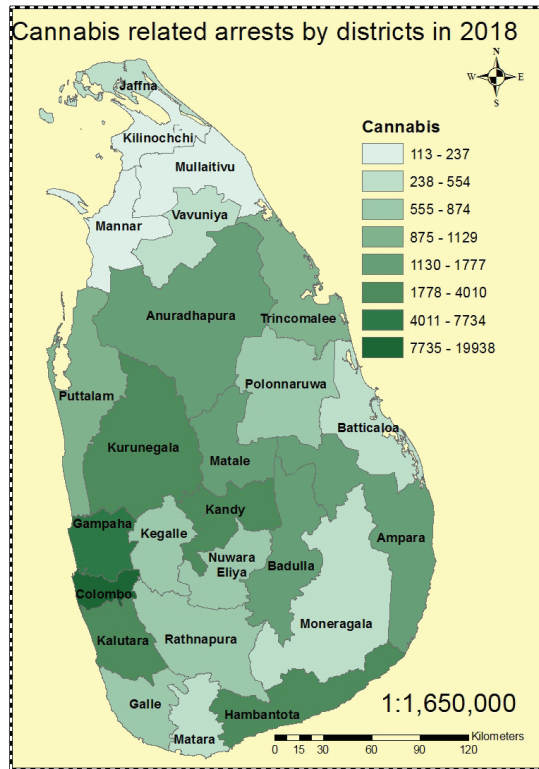 Cannabis related arrests by districts in 2018
N
W E
S
Jaffna
Kilinochchi
Mullaitivu
Mannar
Vavuniya
Cannabis
113 - 237
238 - 554
555 - 874
875 - 1129
1130 - 1777
1778 - 4010
4011 - 7734
7735 - 19938
Anuradhapura
Trincomalee
Polonnaruwa
Puttalam
Batticaloa
Kurunegala
Matale
Kandy
Gampaha
Kegalle
Ampara
Nuwara
Eliya
Badulla
Colombo
Moneragala
Kalutara
Rathnapura
Galle
Hambantota
Matara
1:1,650,000
Kilometers
0 15 30 60 90 120